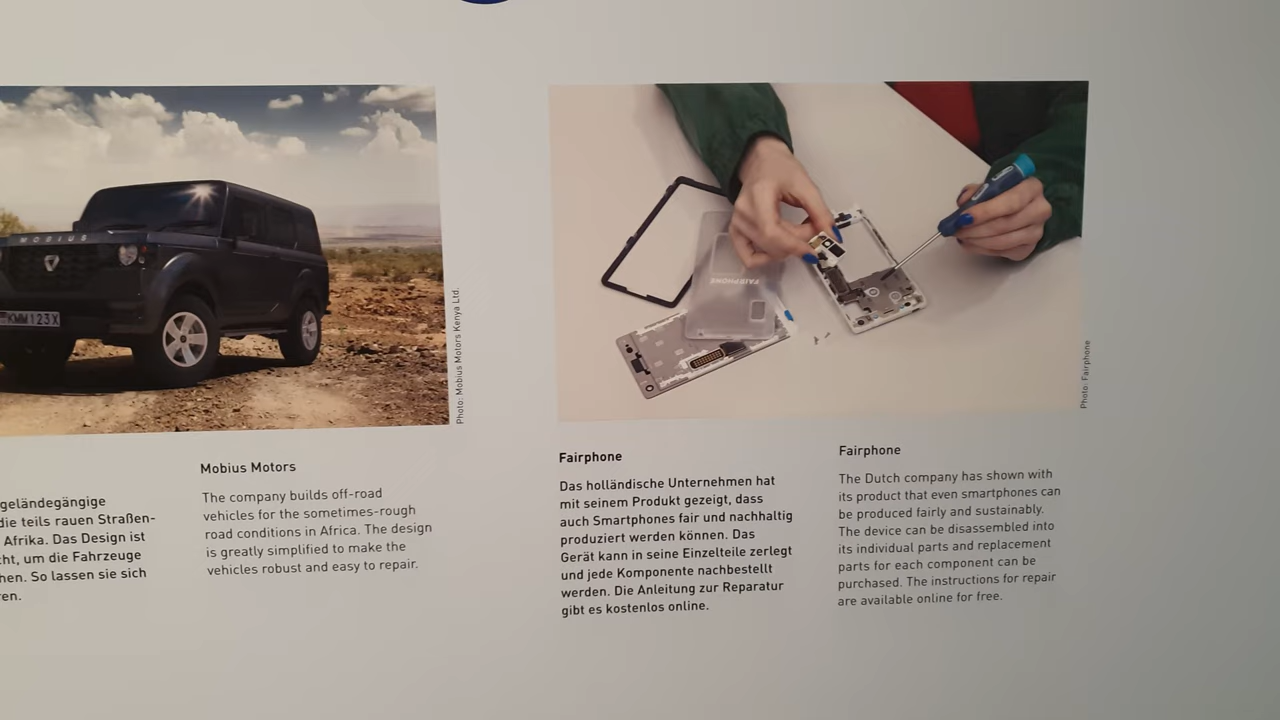 MOBIUS
KMW 123X
Photo: Mobius Motors Kenya Ltd.
geländegängige
die teils rauen Straßen-
Afrika. Das Design ist
cht, um die Fahrzeuge
hen. So lassen sie sich
ren.
Mobius Motors
The company builds off-road
vehicles for the sometimes-rough
road conditions in Africa. The design
is greatly simplified to make the
vehicles robust and easy to repair.
FAIRPHONE
Photo: Fairphone
Fairphone
Das holländische Unternehmen hat
mit seinem Produkt gezeigt, dass
auch Smartphones fair und nachhaltig
produziert werden können. Das
Gerät kann in seine Einzelteile zerlegt
und jede Komponente nachbestellt
werden. Die Anleitung zur Reparatur
gibt es kostenlos online.
Fairphone
The Dutch company has shown with
its product that even smartphones can
be produced fairly and sustainably.
The device can be disassembled into
its individual parts and replacement
parts for each component can be
purchased. The instructions for repair
are available online for free.